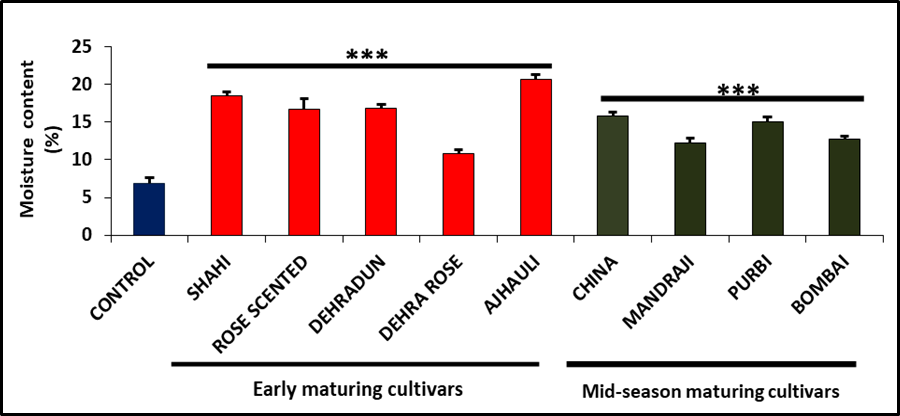 Moisture content
(%)
25
20
15
10
5
0
***
***
CONTROL
SHAHI
ROSE SCENTED
DEHRADUN
DEHRA ROSE
AJHAULI
CHINA
MANDRAJI
PURBI
BOMBAI
Early maturing cultivars
Mid-season maturing cultivars